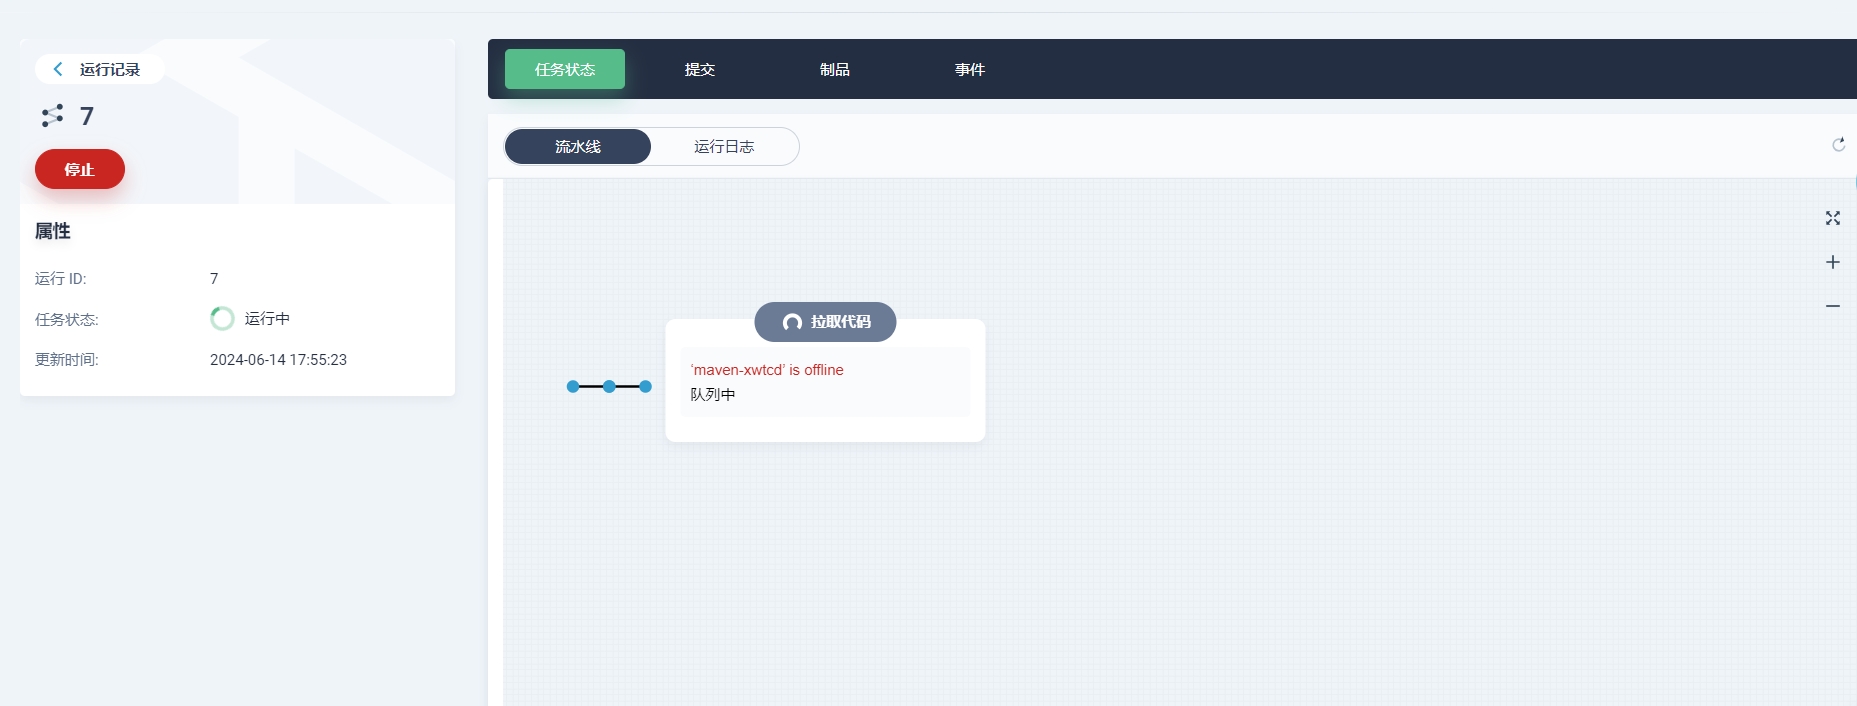 运行记录
7
停止
属性
运行 ID: 7
任务状态: 运行中
更新时间: 2024-06-14 17:55:23
任务状态 提交 制品 事件
流水线 运行日志
拉取代码
‘maven-xwtcd’ is offline
队列中